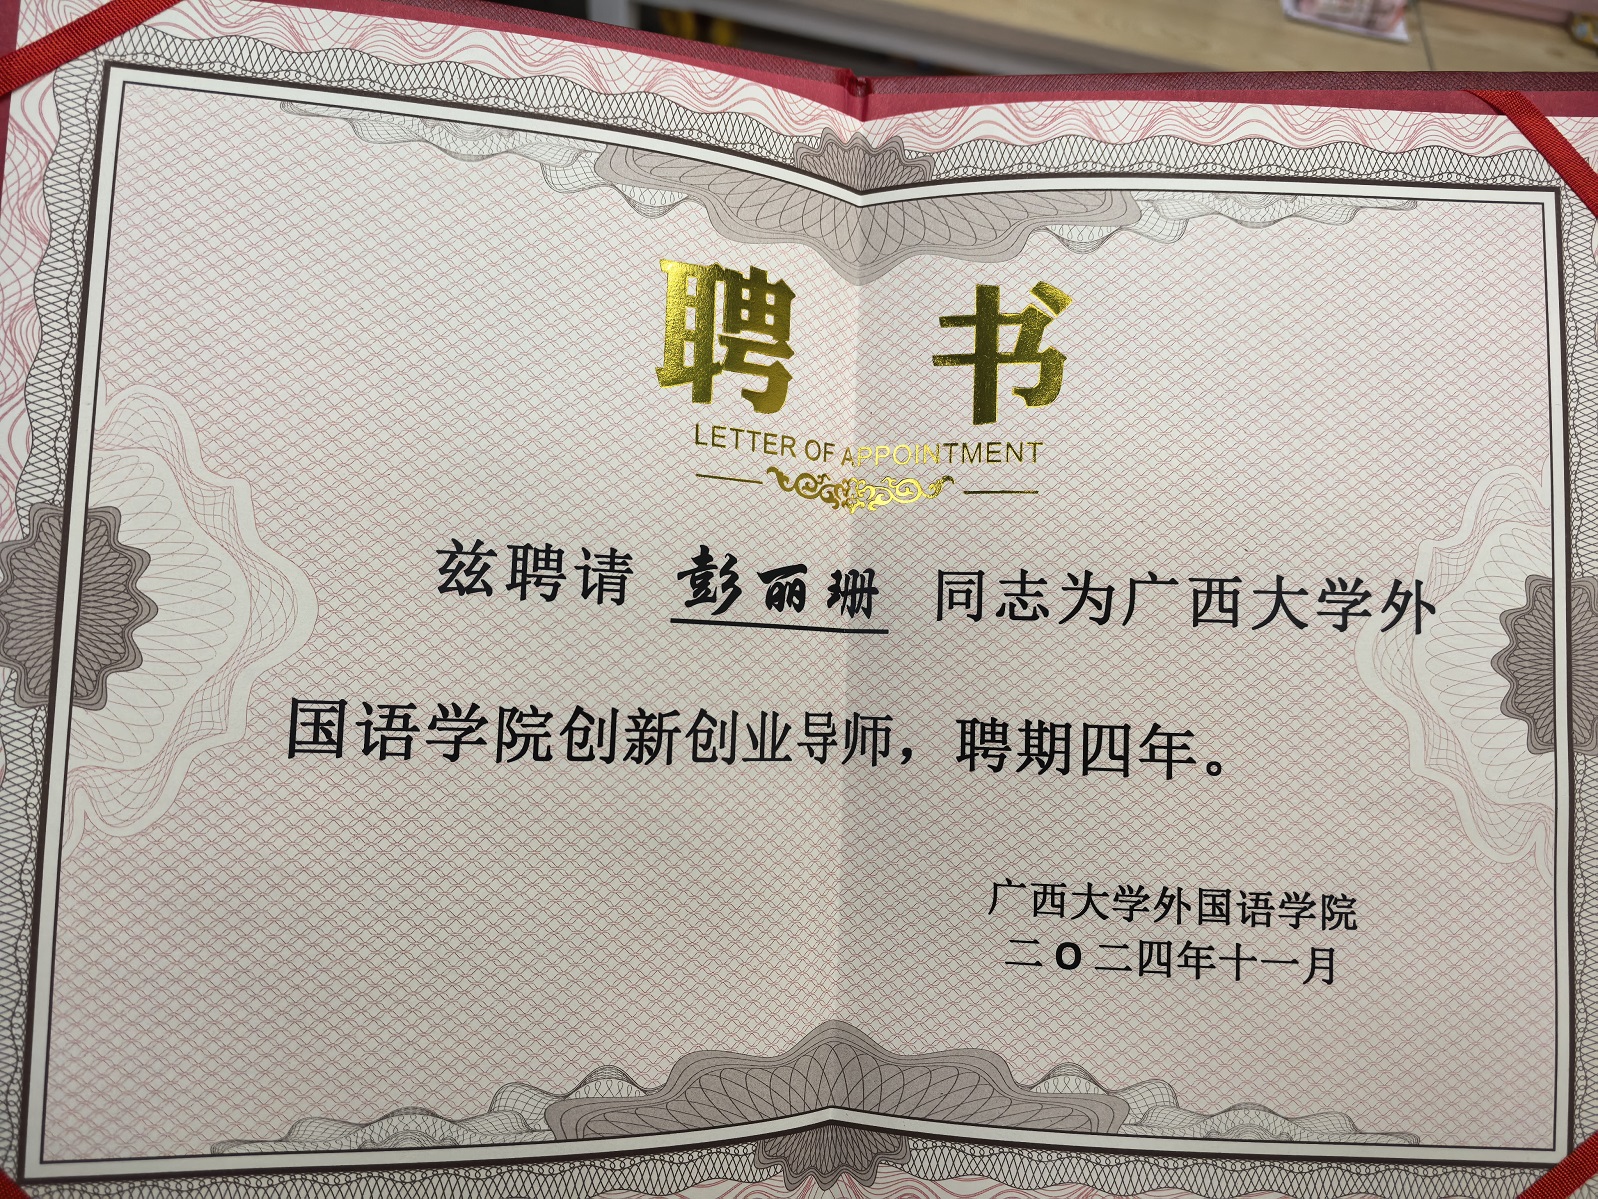 聘 书
LETTER OF APPOINTMENT
兹聘请 彭丽珊 同志为广西大学外
国语学院创新创业导师，聘期四年。
广西大学外国语学院
二O二四年十一月